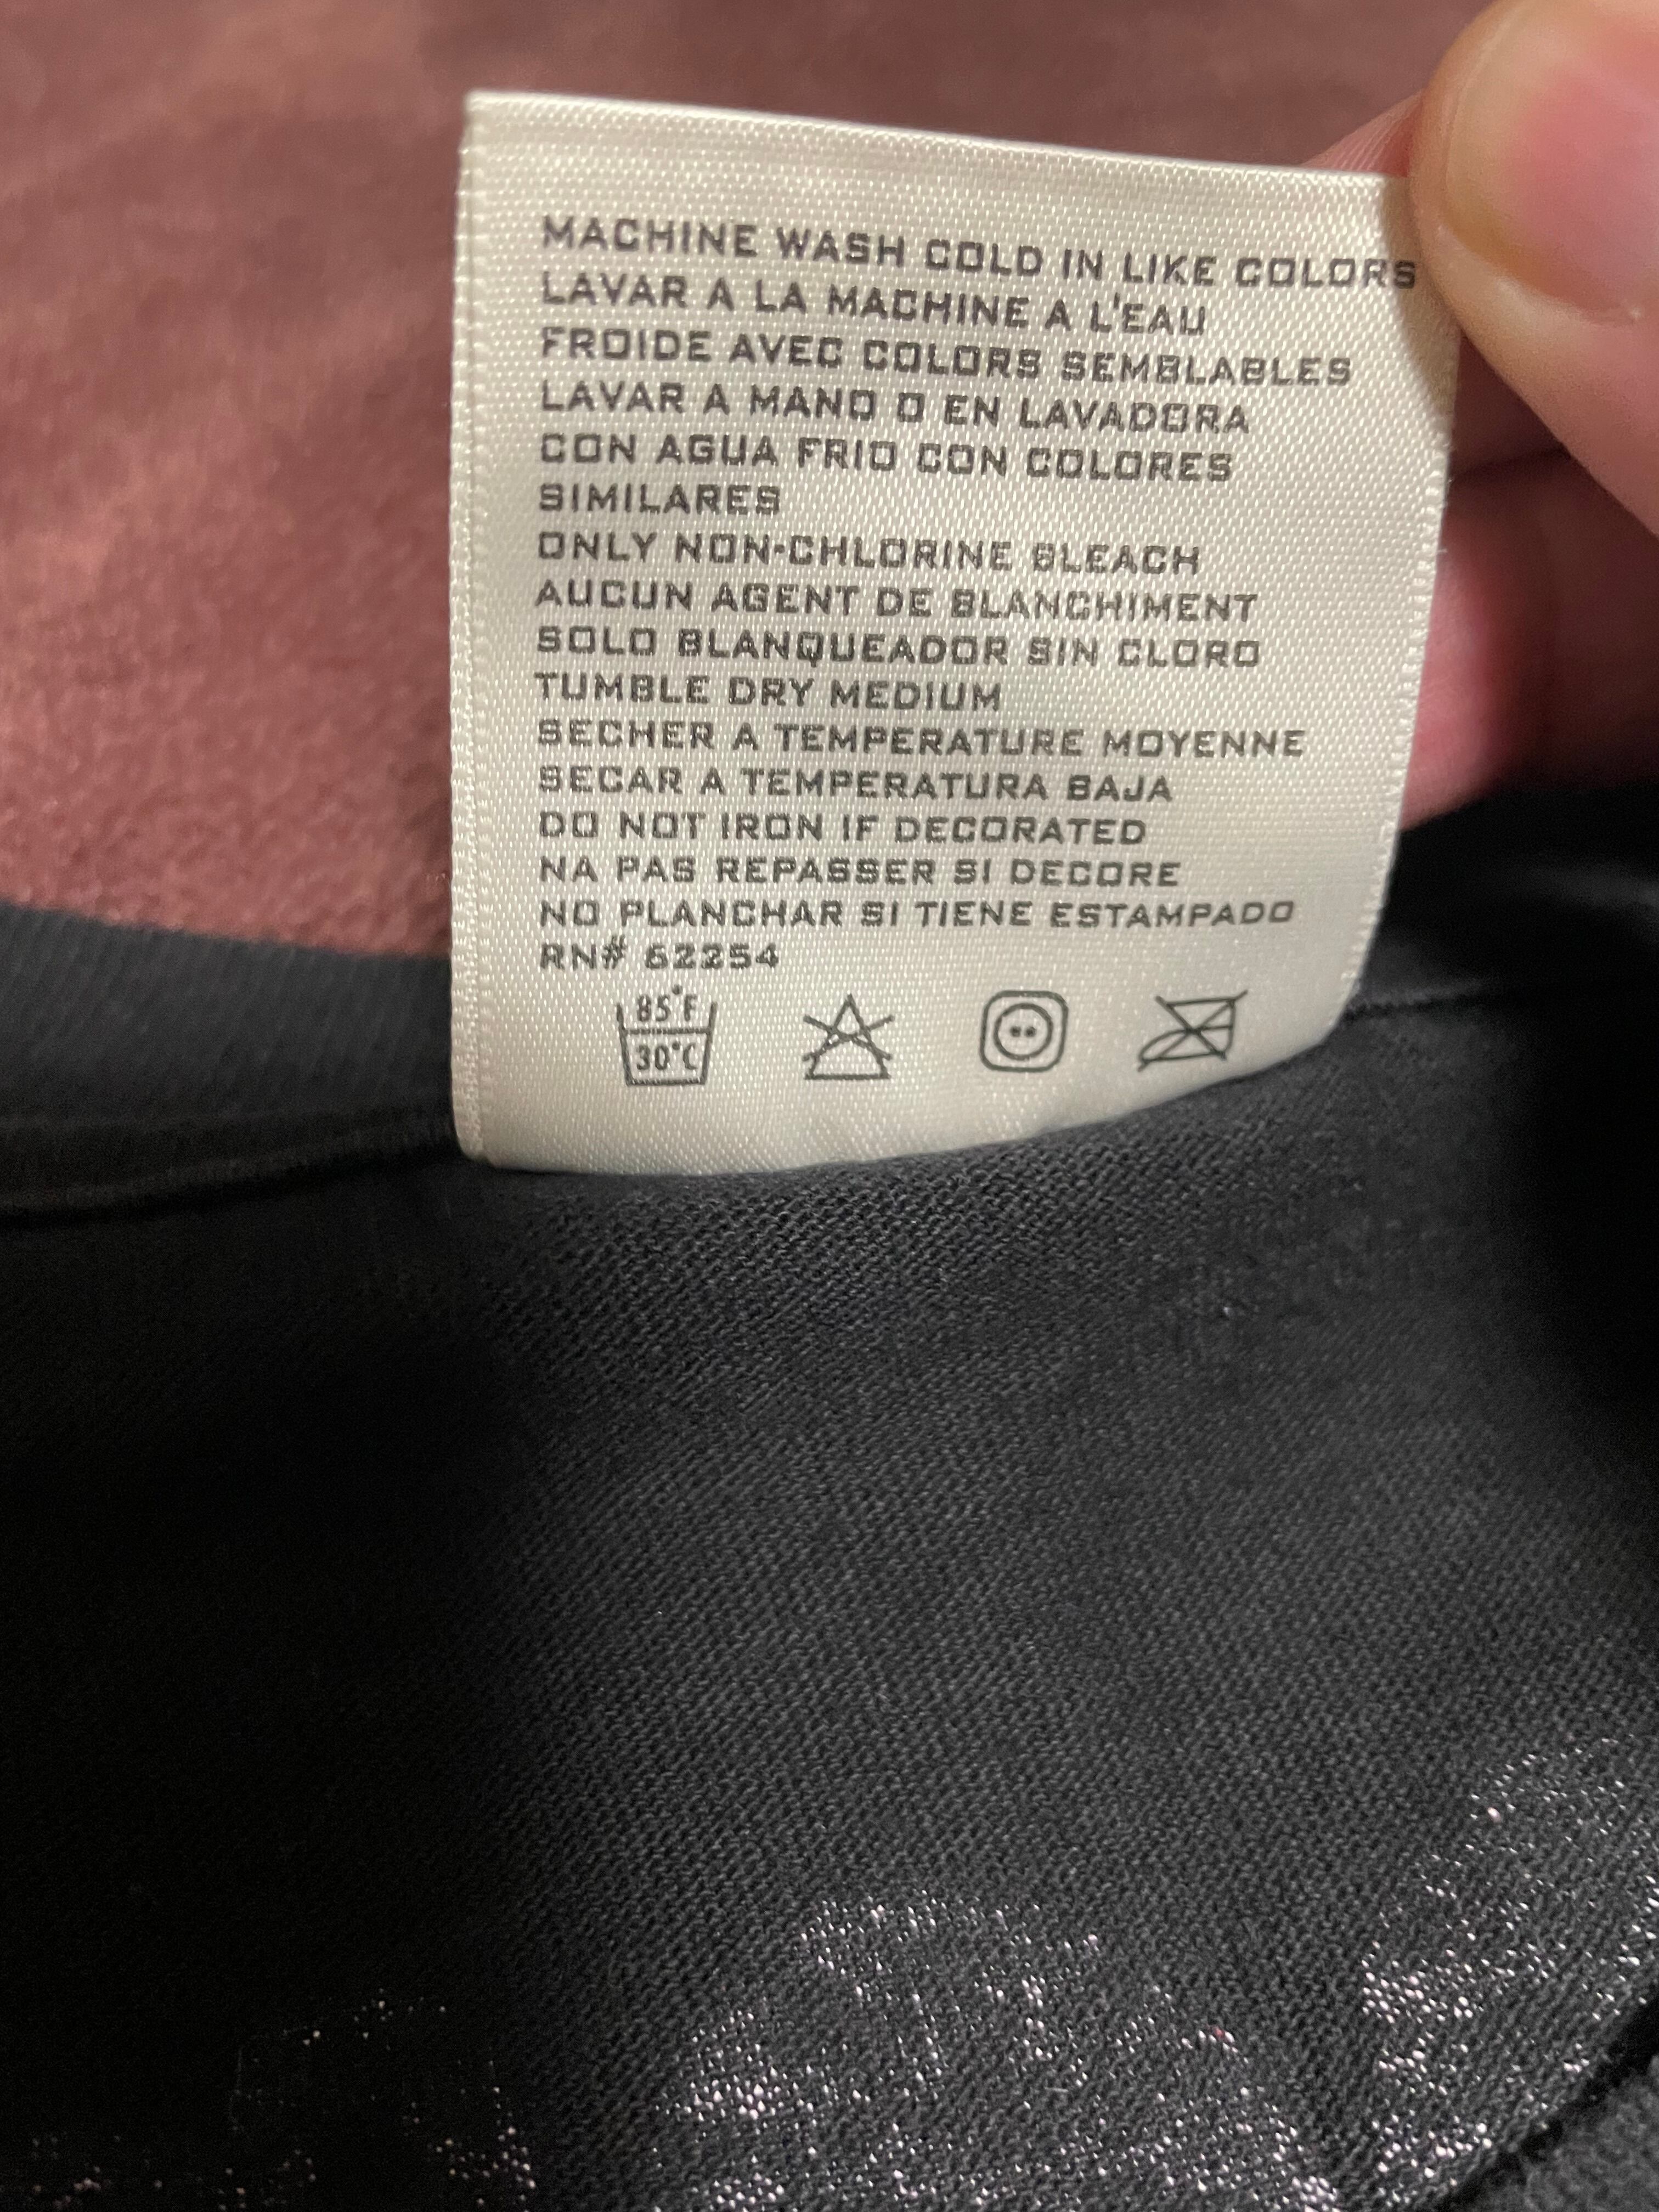 MACHINE WASH COLD IN LIKE COLORS
LAVAR A LA MACHINE A L'EAU
FROIDE AVEC COLORS SEMBLABLES
LAVAR A MANO O EN LAVADORA
CON AGUA FRIO CON COLORES
SIMILARES
ONLY NON-CHLORINE BLEACH
AUCUN AGENT DE BLANCHIMENT
SOLO BLANQUEADOR SIN CLORO
TUMBLE DRY MEDIUM
SECHER A TEMPERATURE MOYENNE
SECAR A TEMPERATURA BAJA
DO NOT IRON IF DECORATED
NA PAS REPASSER SI DECORE
NO PLANCHAR SI TIENE ESTAMPADO
RN# 62254
85°F
30°C